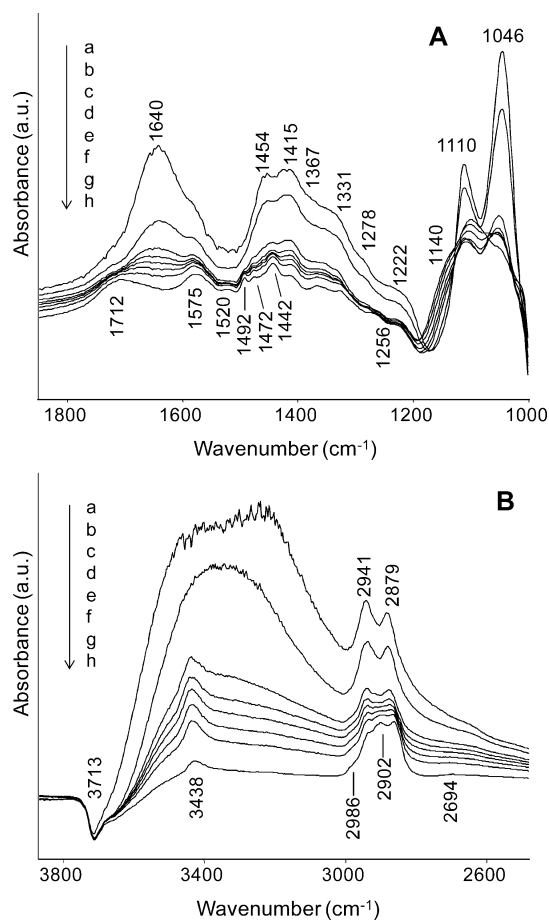 A
1046
a
b
c
d
e
f
g
h
1640
1454
1415
1367
1331
1278
1222
1140
1110
1712
1575
1520
1492
1472
1442
1256
Absorbance (a.u.)
1800 1600 1400 1200 1000
Wavenumber (cm⁻¹)
B
a
b
c
d
e
f
g
h
2941
2879
3713
3438
2986
2902
2694
Absorbance (a.u.)
3800 3400 3000 2600
Wavenumber (cm⁻¹)